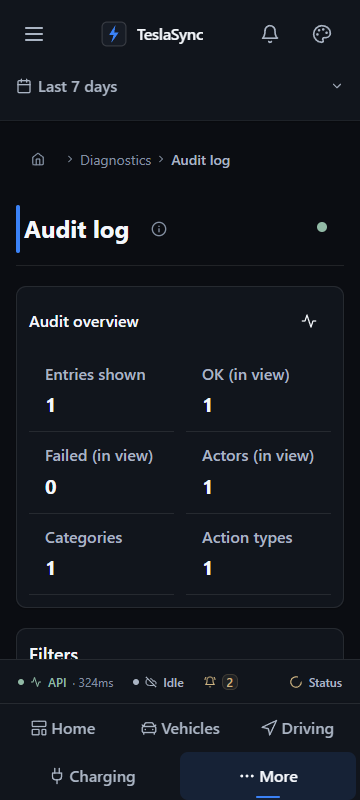 TeslaSync
Last 7 days
Diagnostics Audit log
Audit log
Audit overview
Entries shown OK (in view)
1 1
Failed (in view) Actors (in view)
0 1
Categories Action types
1 1
Filters
API · 324ms Idle 2 Status
Home Vehicles Driving
Charging More